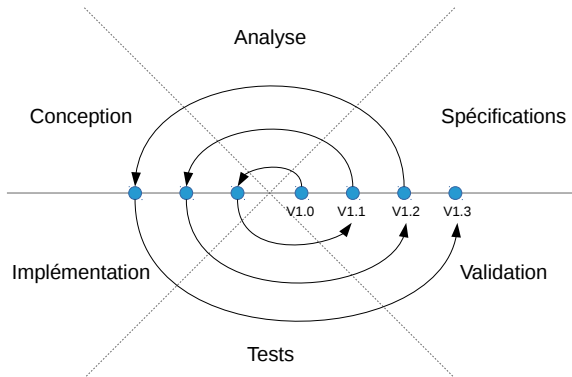 Analyse
Conception
Spécifications
V1.0
V1.1
V1.2
V1.3
Implémentation
Validation
Tests